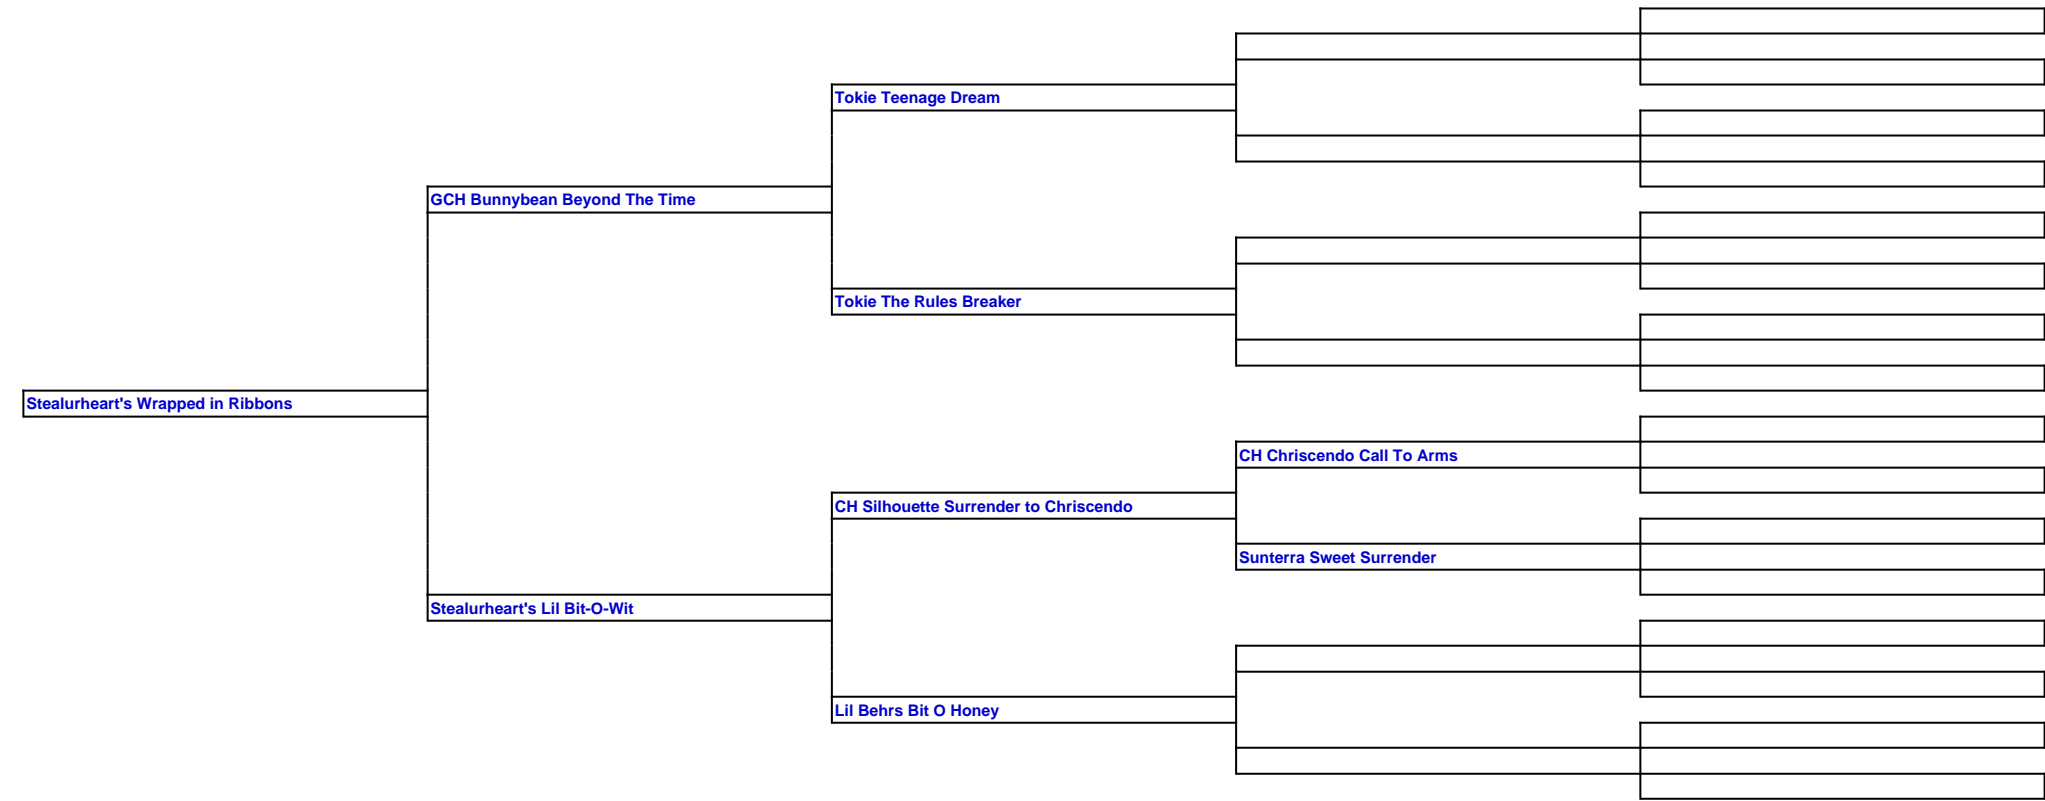 Tokie Teenage Dream
GCH Bunnybean Beyond The Time
Tokie The Rules Breaker
Stealurheart's Wrapped in Ribbons
CH Chriscendo Call To Arms
CH Silhouette Surrender to Chriscendo
Sunterra Sweet Surrender
Stealurheart's Lil Bit-O-Wit
Lil Behrs Bit O Honey